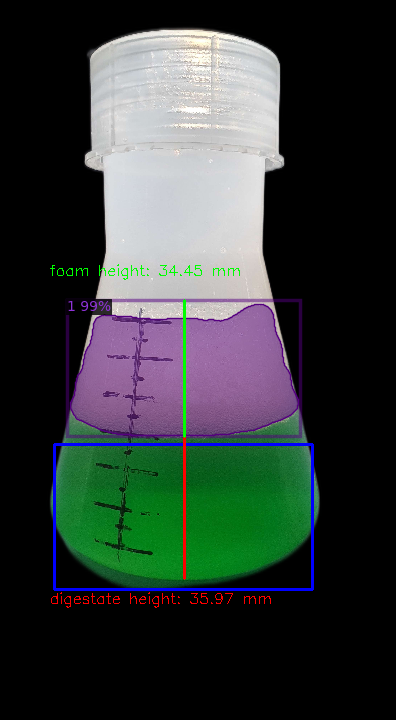 foam height: 34.45 mm
1 99%
digestate height: 35.97 mm